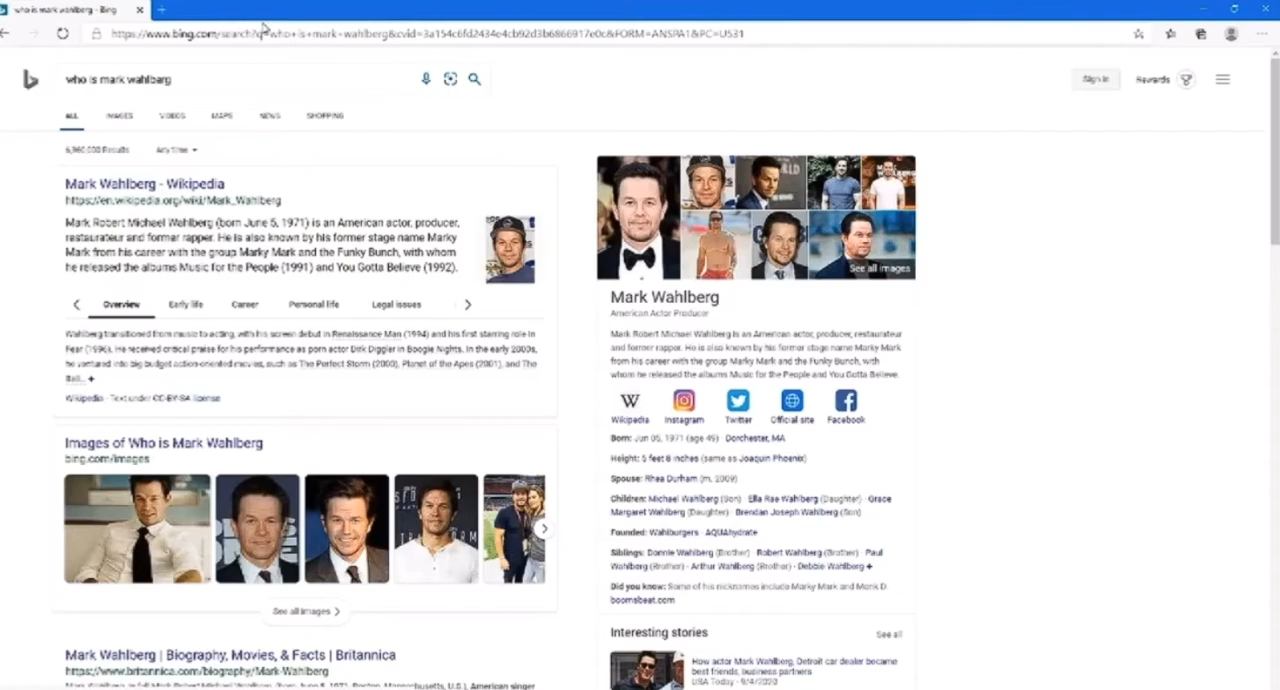 who is mark wahlberg - Bing
https://www.bing.com/search?q=who+is+mark+wahlberg&cvid=3a154c6fd2434e4cb92d3b6866917e0c&FORM=ANSPA1&PC=U531
who is mark wahlberg
Sign in
Rewards
ALL IMAGES VIDEOS MAPS NEWS SHOPPING
6,980,000 Results Any time
Mark Wahlberg - Wikipedia
https://en.wikipedia.org/wiki/Mark_Wahlberg
Mark Robert Michael Wahlberg (born June 5, 1971) is an American actor, producer,
restaurateur and former rapper. He is also known by his former stage name Marky
Mark from his career with the group Marky Mark and the Funky Bunch, with whom
he released the albums Music for the People (1991) and You Gotta Believe (1992).
Overview Early life Career Personal life Legal issues
Wahlberg transitioned from music to acting, with his screen debut in Renaissance Man (1994) and his first starring role in
Fear (1996). He received critical praise for his performance as porn actor Dirk Diggler in Boogie Nights. In the early 2000s,
he ventured into big budget action-oriented movies, such as The Perfect Storm (2000), Planet of the Apes (2001), and The
Itali... +
Wikipedia · Text under CC-BY-SA license
Images of Who is Mark Wahlberg
bing.com/images
See all images >
Mark Wahlberg | Biography, Movies, & Facts | Britannica
https://www.britannica.com/biography/Mark-Wahlberg
See all images
Mark Wahlberg
American Actor Producer
Mark Robert Michael Wahlberg is an American actor, producer, restaurateur
and former rapper. He is also known by his former stage name Marky Mark
from his career with the group Marky Mark and the Funky Bunch, with
whom he released the albums Music for the People and You Gotta Believe.
W
Wikipedia Instagram Twitter Official site Facebook
Born: Jun 05, 1971 (age 49) · Dorchester, MA
Height: 5 feet 8 inches (same as Joaquin Phoenix)
Spouse: Rhea Durham (m. 2009)
Children: Michael Wahlberg (Son) · Ella Rae Wahlberg (Daughter) · Grace
Margaret Wahlberg (Daughter) · Brendan Joseph Wahlberg (Son)
Founded: Wahlburgers · AQUAhydrate
Siblings: Donnie Wahlberg (Brother) · Robert Wahlberg (Brother) · Paul
Wahlberg (Brother) · Arthur Wahlberg (Brother) · Debbie Wahlberg +
Did you know: Some of his nicknames include Marky Mark and Monk D
boomsbeat.com
Interesting stories
See all
How actor Mark Wahlberg, Detroit car dealer became
best friends, business partners
USA Today · 9/4/2020